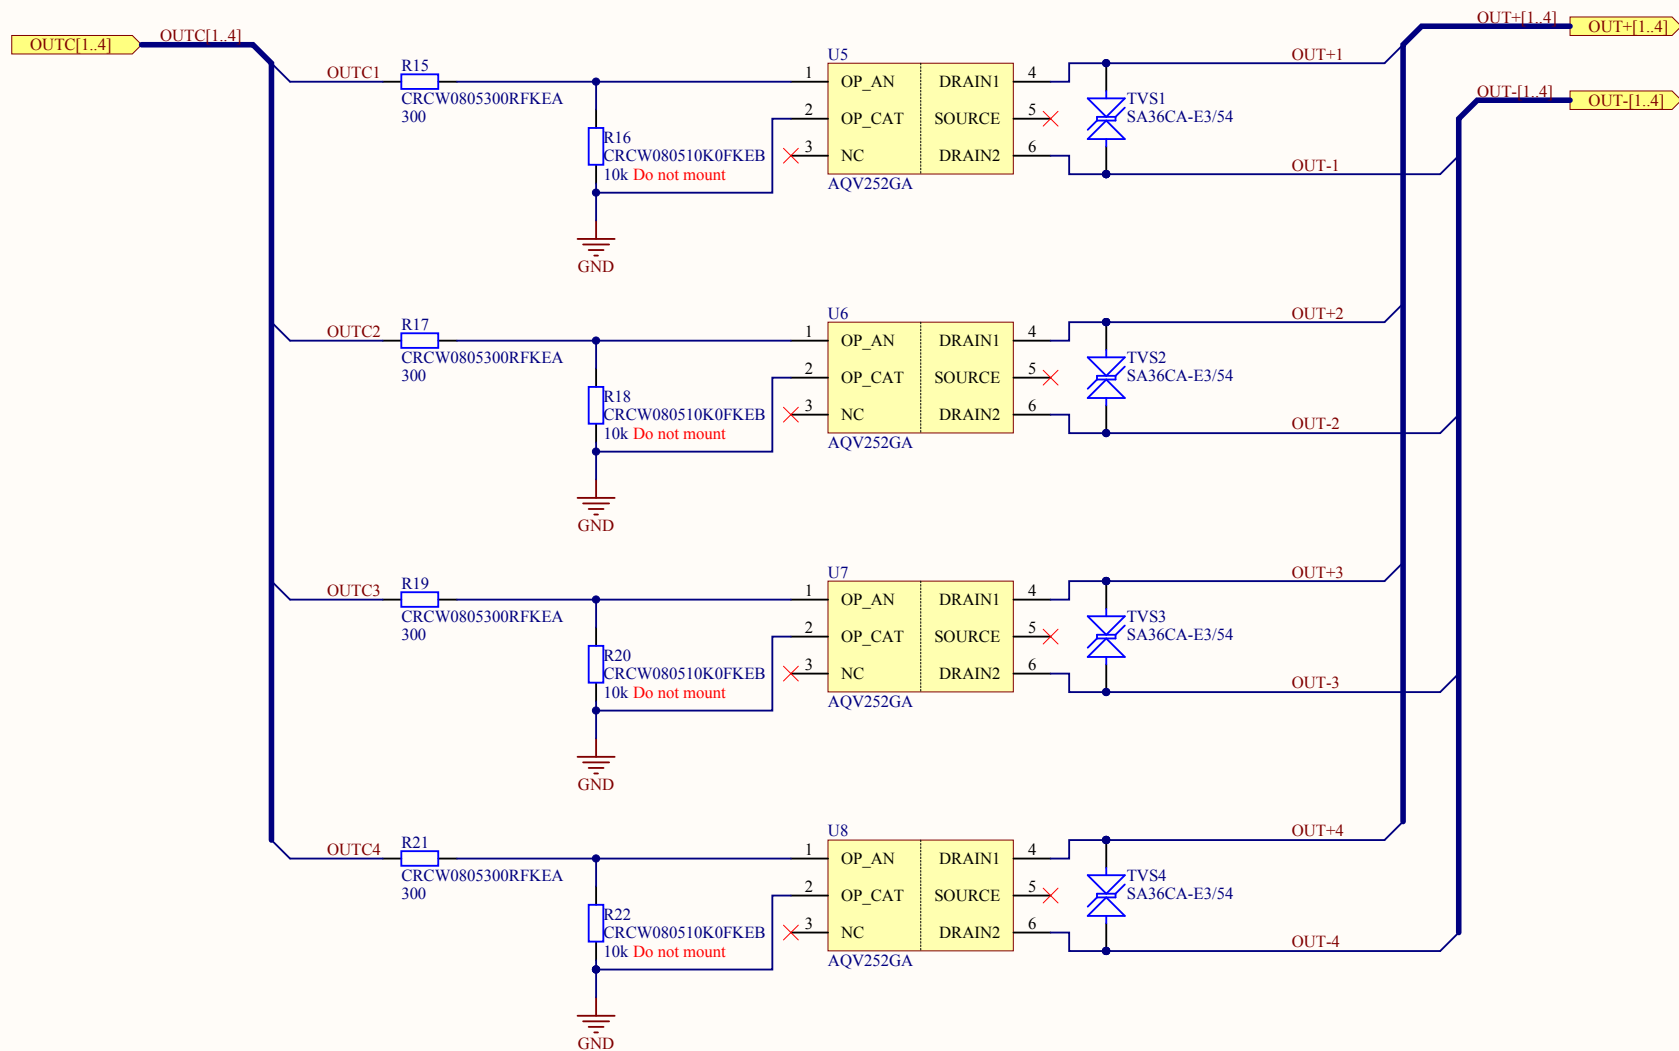 OUTC[1..4]
OUTC[1..4]
OUT+[1..4]
OUT+[1..4]
OUT-[1..4]
OUT-[1..4]
OUTC1
R15
CRCW0805300RFKEA
300
R16
CRCW080510K0FKEB
10k Do not mount
GND
U5
1 OP_AN DRAIN1 4
2 OP_CAT SOURCE 5
3 NC DRAIN2 6
AQV252GA
TVS1
SA36CA-E3/54
OUT+1
OUT-1
OUTC2
R17
CRCW0805300RFKEA
300
R18
CRCW080510K0FKEB
10k Do not mount
GND
U6
1 OP_AN DRAIN1 4
2 OP_CAT SOURCE 5
3 NC DRAIN2 6
AQV252GA
TVS2
SA36CA-E3/54
OUT+2
OUT-2
OUTC3
R19
CRCW0805300RFKEA
300
R20
CRCW080510K0FKEB
10k Do not mount
GND
U7
1 OP_AN DRAIN1 4
2 OP_CAT SOURCE 5
3 NC DRAIN2 6
AQV252GA
TVS3
SA36CA-E3/54
OUT+3
OUT-3
OUTC4
R21
CRCW0805300RFKEA
300
R22
CRCW080510K0FKEB
10k Do not mount
GND
U8
1 OP_AN DRAIN1 4
2 OP_CAT SOURCE 5
3 NC DRAIN2 6
AQV252GA
TVS4
SA36CA-E3/54
OUT+4
OUT-4